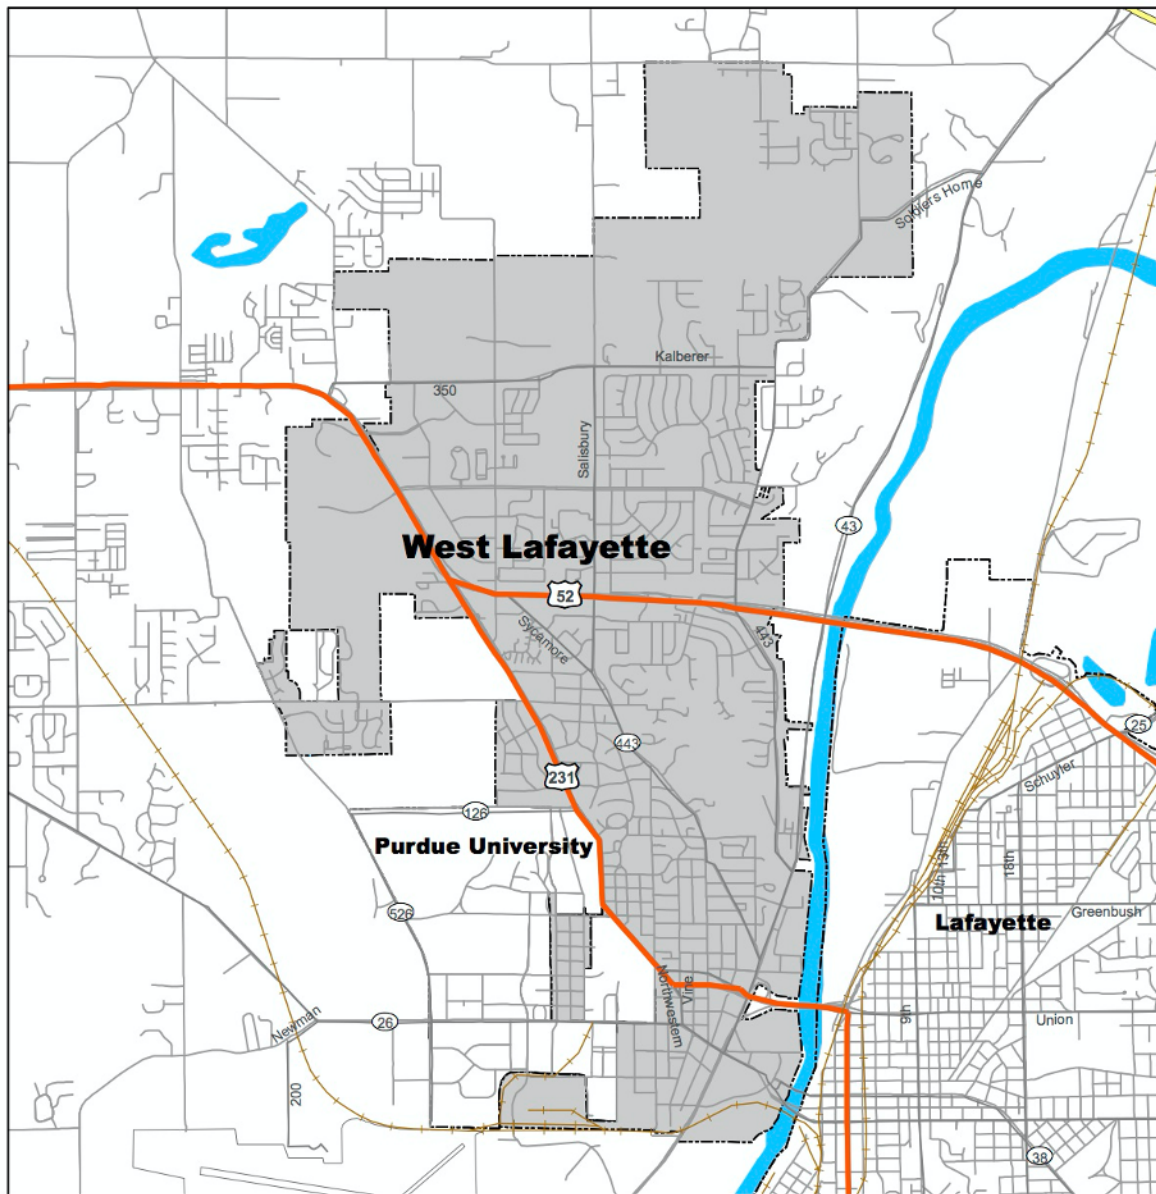 Soldiers Home
Kalberer
350
Salisbury
43
West Lafayette
52
Sycamore
443
443
25
231
Schuyler
126
Purdue University
10th 13th
18th
526
Lafayette
Greenbush
Northwestern
Vine
9th
Newman
26
Union
200
38